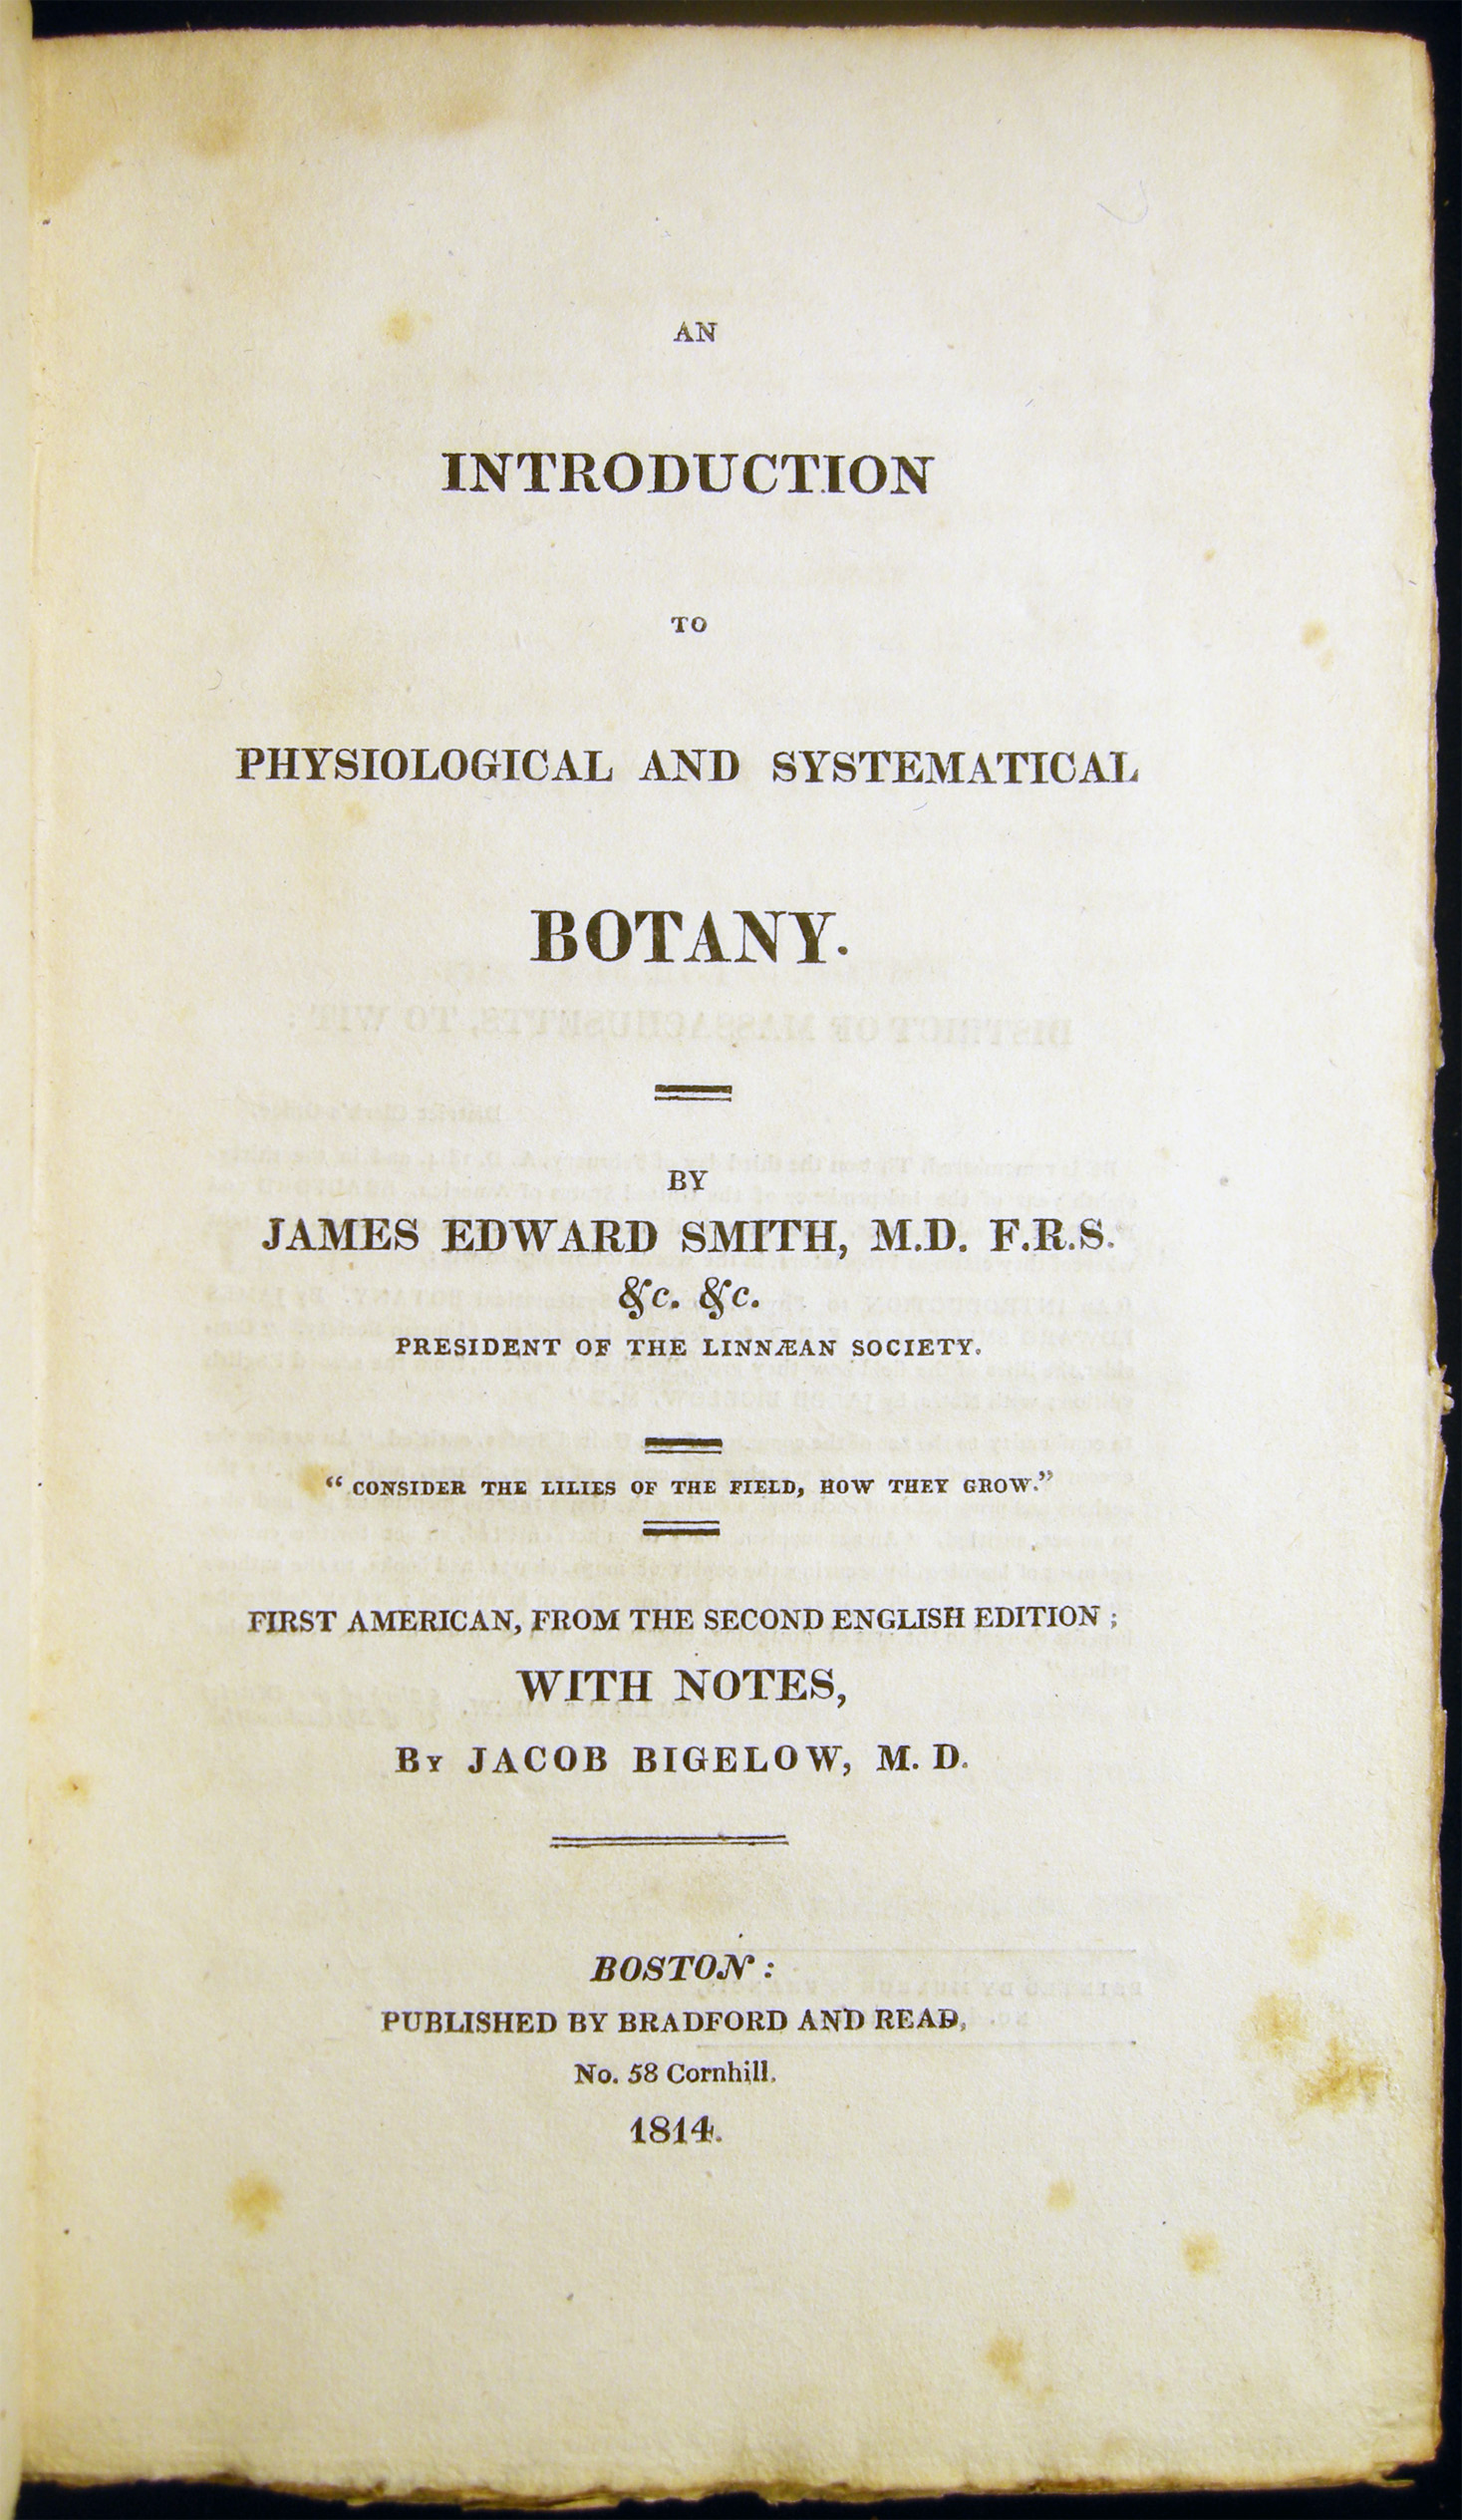 AN
INTRODUCTION
TO
PHYSIOLOGICAL AND SYSTEMATICAL
BOTANY.
BY
JAMES EDWARD SMITH, M.D. F.R.S.
&c. &c.
PRESIDENT OF THE LINNÆAN SOCIETY.
“CONSIDER THE LILIES OF THE FIELD, HOW THEY GROW.”
FIRST AMERICAN, FROM THE SECOND ENGLISH EDITION ;
WITH NOTES,
BY JACOB BIGELOW, M. D.
BOSTON :
PUBLISHED BY BRADFORD AND READ,
No. 58 Cornhill.
1814.